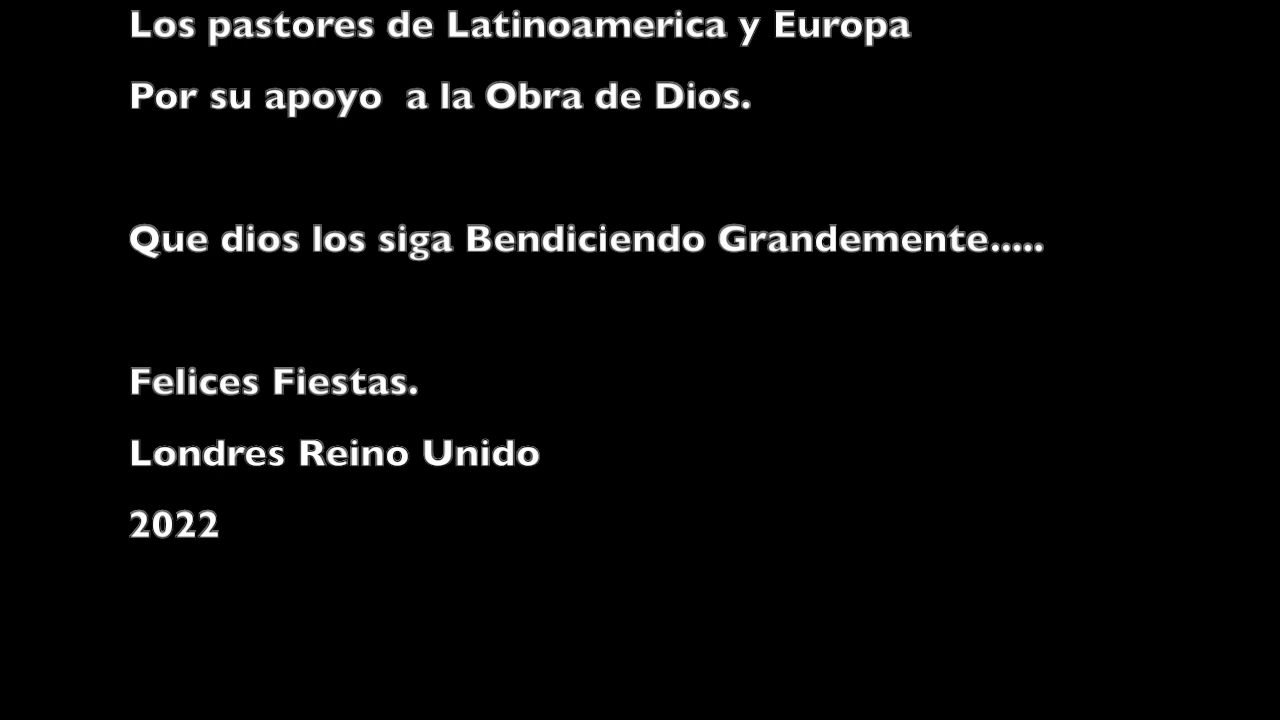 Los pastores de Latinoamerica y Europa
Por su apoyo  a la Obra de Dios.
Que dios los siga Bendiciendo Grandemente.....
Felices Fiestas.
Londres Reino Unido
2022